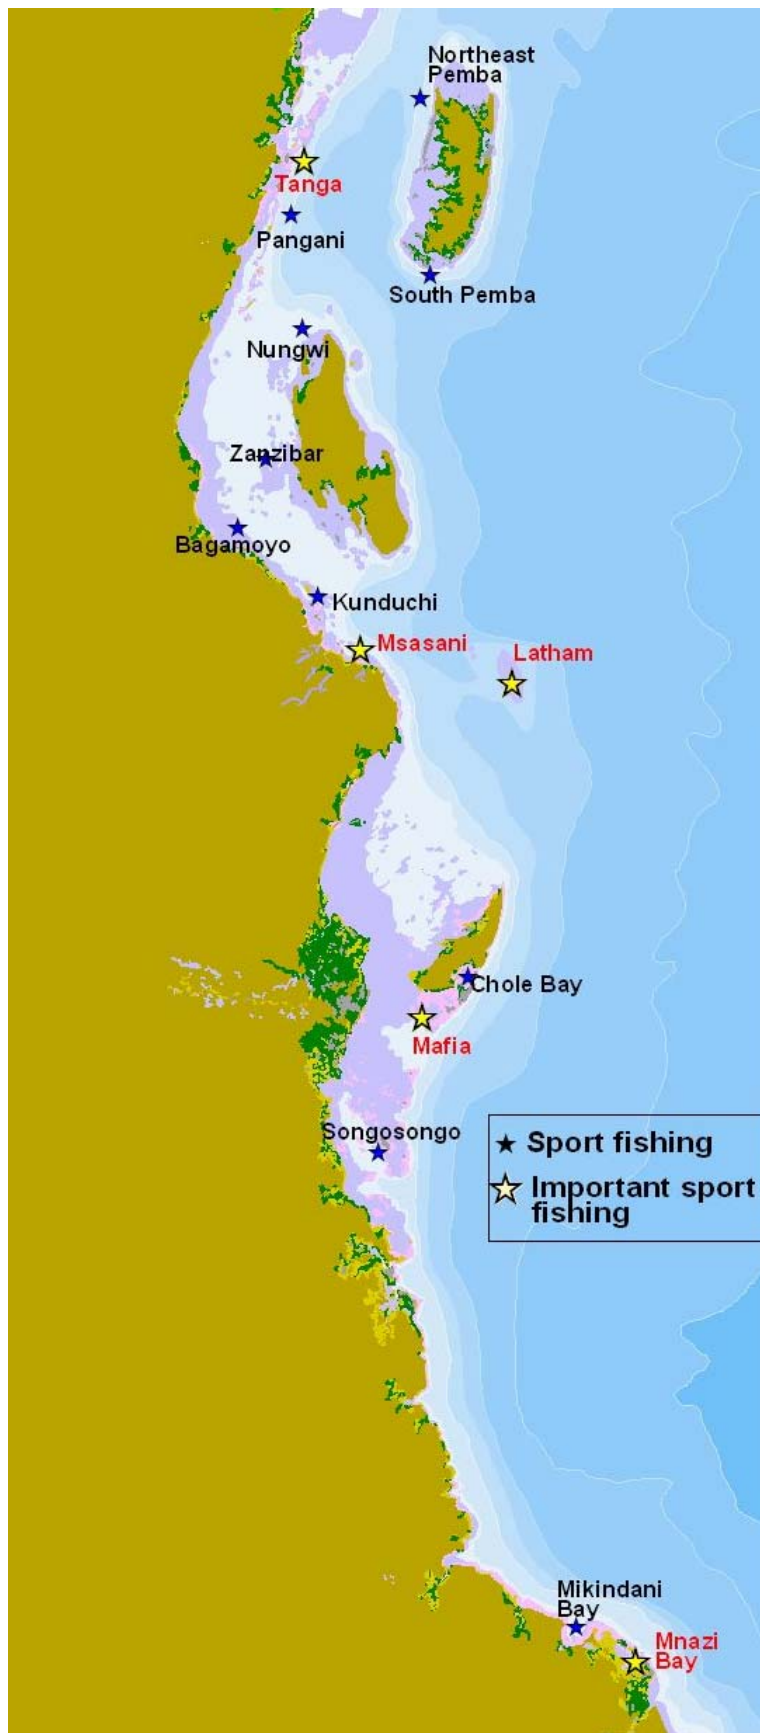 Northeast
Pemba
Tanga
Pangani
South Pemba
Nungwi
Zanzibar
Bagamoyo
Kunduchi
Msasani
Latham
Chole Bay
Mafia
Songosongo
Sport fishing
Important sport
fishing
Mikindani
Bay
Mnazi
Bay